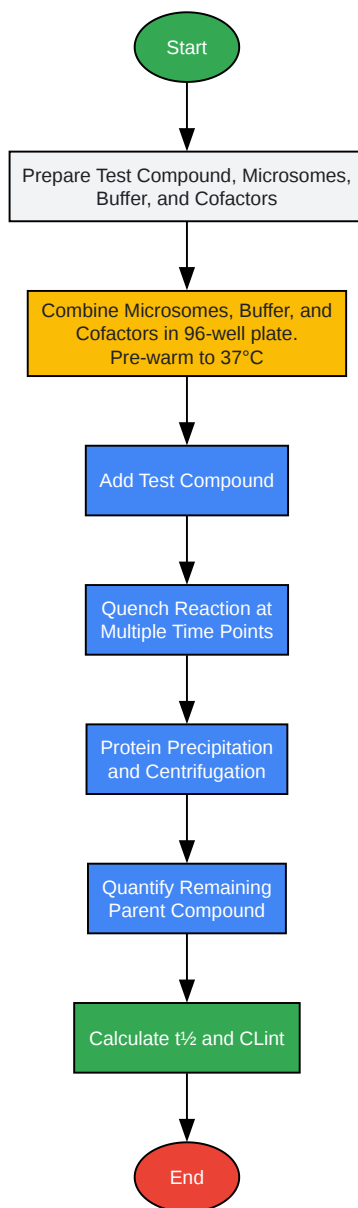 Start
Prepare Test Compound, Microsomes,
Buffer, and Cofactors
Combine Microsomes, Buffer, and
Cofactors in 96-well plate.
Pre-warm to 37°C
Add Test Compound
Quench Reaction at
Multiple Time Points
Protein Precipitation
and Centrifugation
Quantify Remaining
Parent Compound
Calculate t½ and CLint
End